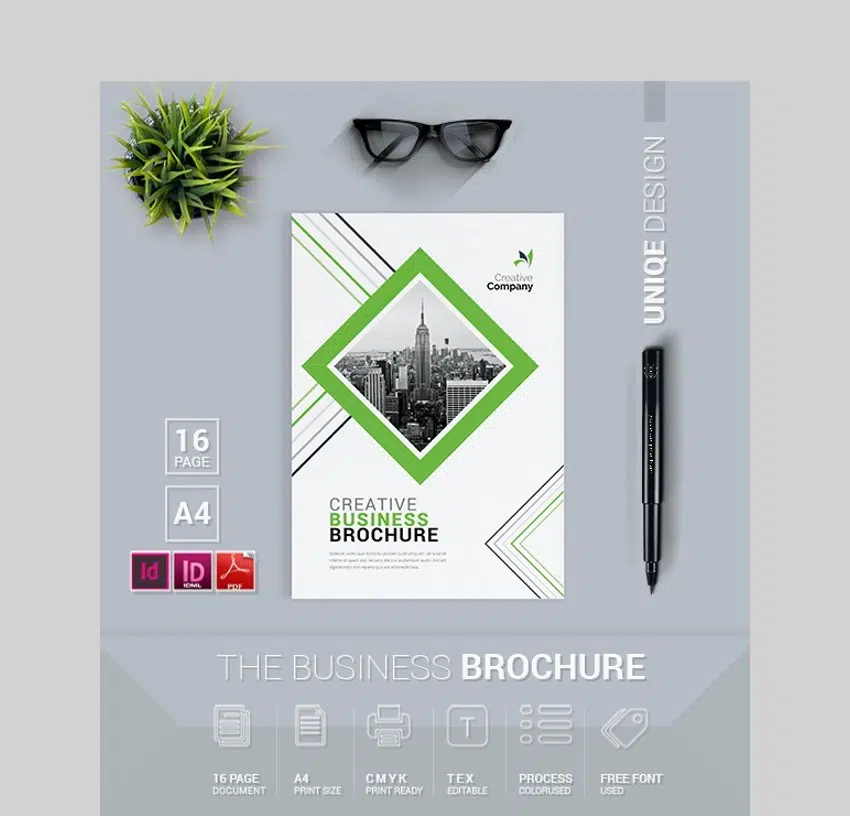 UNIQE DESIGN
Creative
Company
16
PAGE
A4
CREATIVE
BUSINESS
BROCHURE
Id
ID
ICML
PDF
THE BUSINESS BROCHURE
T
16 PAGE
DOCUMENT
A4
PRINT SIZE
CMYK
PRINT READY
TEX
EDITABLE
PROCESS
COLORUSED
FREE FONT
USED